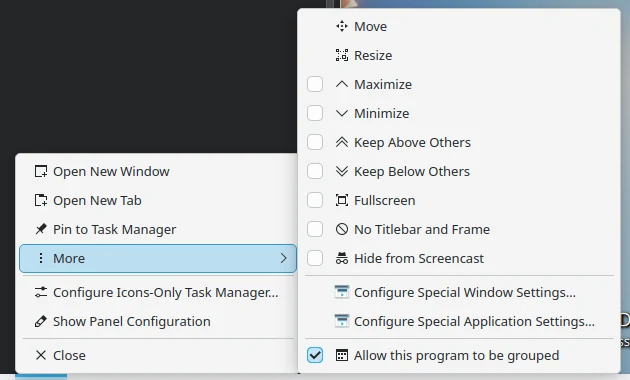 Move
Resize
Maximize
Minimize
Keep Above Others
Keep Below Others
Fullscreen
No Titlebar and Frame
Hide from Screencast
Configure Special Window Settings...
Configure Special Application Settings...
Allow this program to be grouped
Open New Window
Open New Tab
Pin to Task Manager
More
Configure Icons-Only Task Manager...
Show Panel Configuration
Close